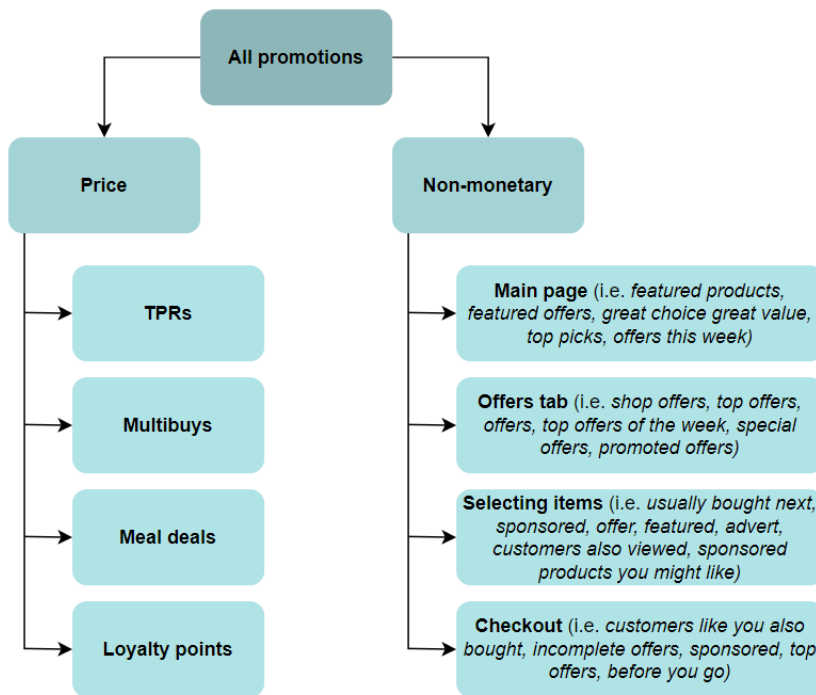 All promotions
Price
Non-monetary
TPRs
Main page (i.e. featured products,
featured offers, great choice great value,
top picks, offers this week)
Multibuys
Offers tab (i.e. shop offers, top offers,
offers, top offers of the week, special
offers, promoted offers)
Meal deals
Selecting items (i.e. usually bought next,
sponsored, offer, featured, advert,
customers also viewed, sponsored
products you might like)
Loyalty points
Checkout (i.e. customers like you also
bought, incomplete offers, sponsored, top
offers, before you go)